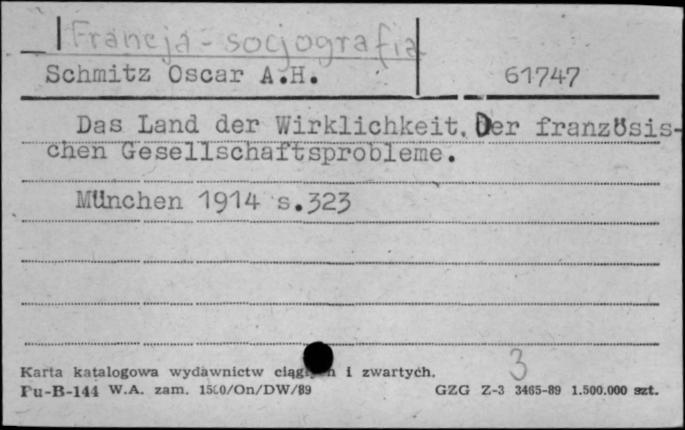 Francja - socjografia
Schmitz Oscar A.H. 61747
Das Land der Wirklichkeit. Der französis-
chen Gesellschaftsprobleme.
München 1914 s.323
3
Karta katalogowa wydawnictw ciągłych i zwartych.
Pu-B-144 W.A. zam. 1500/On/DW/89 GZG Z-3 3465-89 1.500.000 szt.